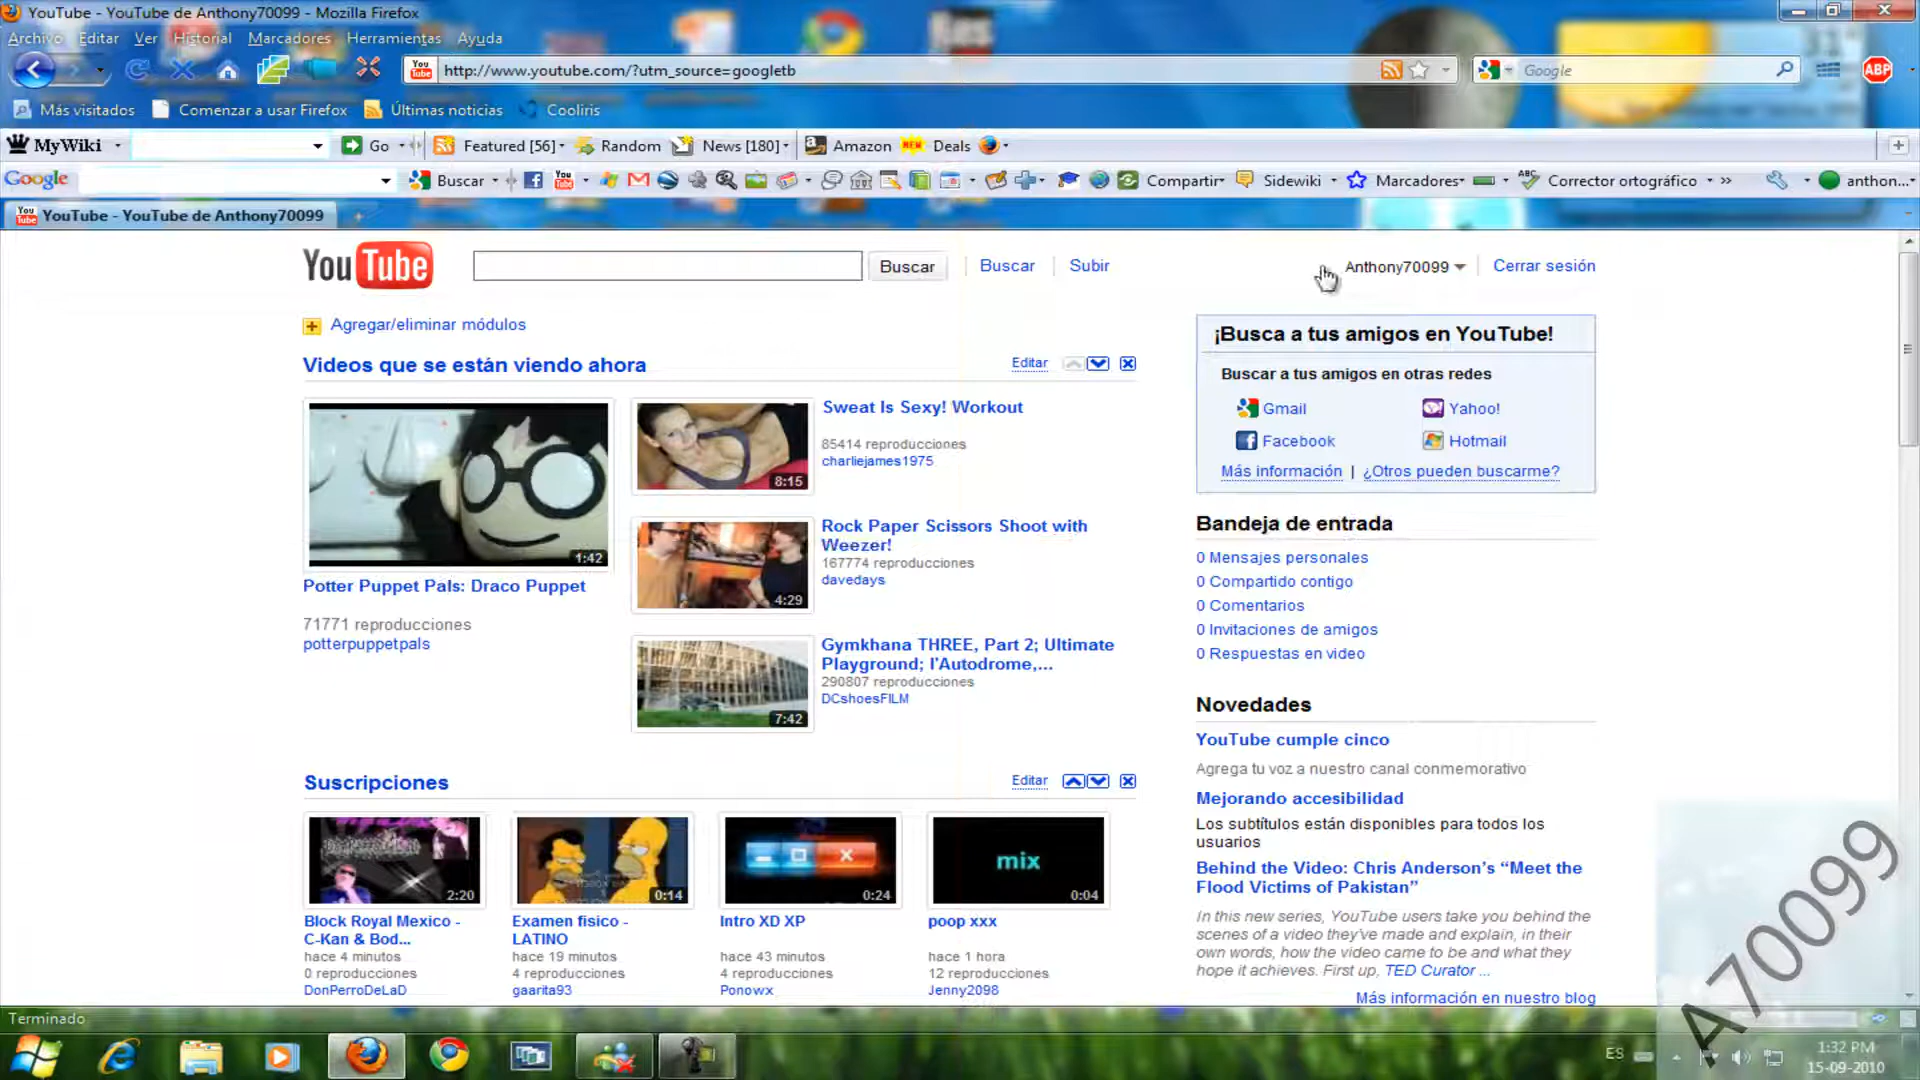 YouTube - YouTube de Anthony70099 - Mozilla Firefox
Archivo Editar Ver Historial Marcadores Herramientas Ayuda
You Tube http://www.youtube.com/?utm_source=googletb Google ABP
Más visitados Comenzar a usar Firefox Últimas noticias Cooliris
MyWiki Go Featured [56] Random News [180] Amazon NEW Deals
Google Buscar Compartir Sidewiki Marcadores ABC Corrector ortográfico » anthon...
YouTube - YouTube de Anthony70099
YouTube Buscar Buscar Subir Anthony70099 Cerrar sesión
Agregar/eliminar módulos
Videos que se están viendo ahora Editar
1:42
Potter Puppet Pals: Draco Puppet
71771 reproducciones
potterpuppetpals
8:15
Sweat Is Sexy! Workout
85414 reproducciones
charliejames1975
4:29
Rock Paper Scissors Shoot with
Weezer!
167774 reproducciones
davedays
7:42
Gymkhana THREE, Part 2; Ultimate
Playground; l'Autodrome,...
290807 reproducciones
DCshoesFILM
Suscripciones Editar
2:20
Block Royal Mexico -
C-Kan & Bod...
hace 4 minutos
0 reproducciones
DonPerroDeLaD
0:14
Examen fisico -
LATINO
hace 19 minutos
4 reproducciones
gaarita93
0:24
Intro XD XP
hace 43 minutos
4 reproducciones
Ponowx
mix
0:04
poop xxx
hace 1 hora
12 reproducciones
Jenny2098
¡Busca a tus amigos en YouTube!
Buscar a tus amigos en otras redes
Gmail Yahoo!
Facebook Hotmail
Más información | ¿Otros pueden buscarme?
Bandeja de entrada
0 Mensajes personales
0 Compartido contigo
0 Comentarios
0 Invitaciones de amigos
0 Respuestas en video
Novedades
YouTube cumple cinco
Agrega tu voz a nuestro canal conmemorativo
Mejorando accesibilidad
Los subtítulos están disponibles para todos los
usuarios
Behind the Video: Chris Anderson's “Meet the
Flood Victims of Pakistan”
In this new series, YouTube users take you behind the
scenes of a video they've made and explain, in their
own words, how the video came to be and what they
hope it achieves. First up, TED Curator ...
Más información en nuestro blog
A70099
Terminado
ES
1:32 PM
15-09-2010